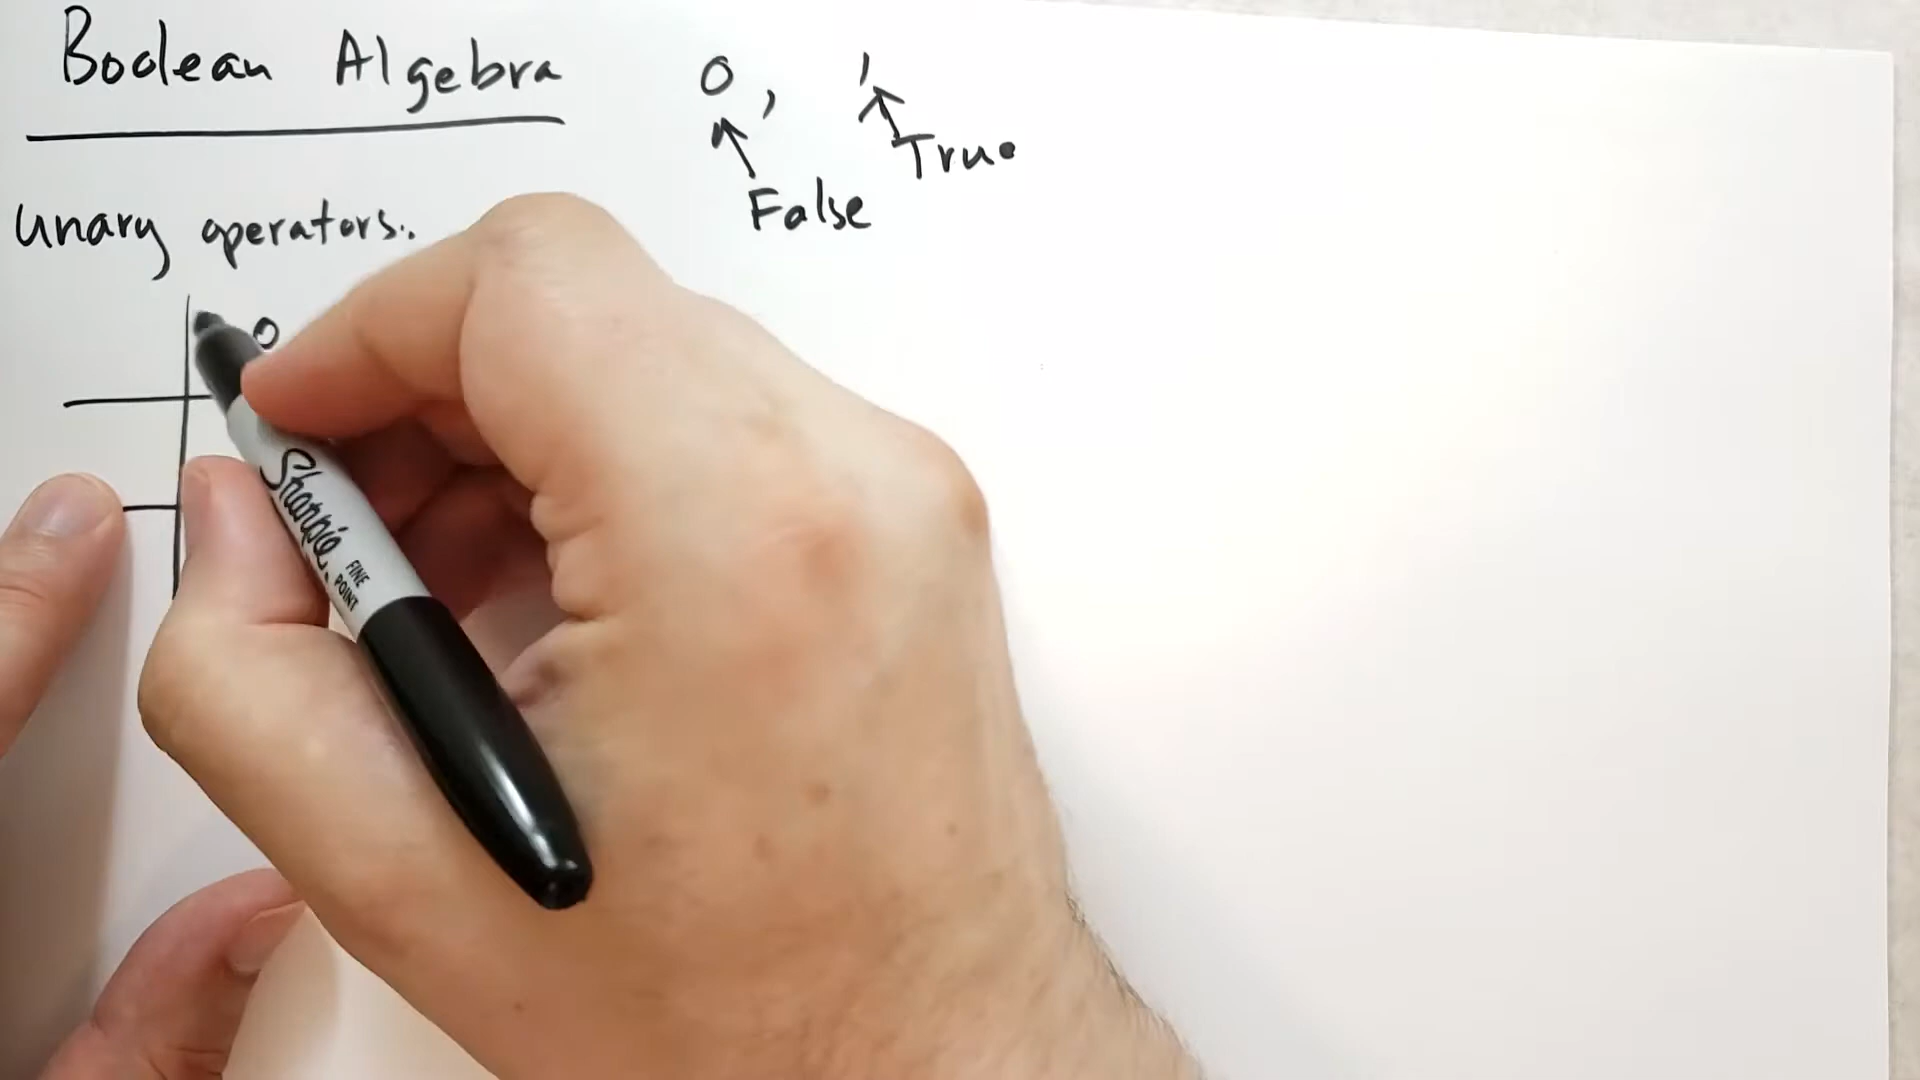 Boolean Algebra
0 , 1
True
False
unary operators:
0
Sharpie.
FINE
POINT